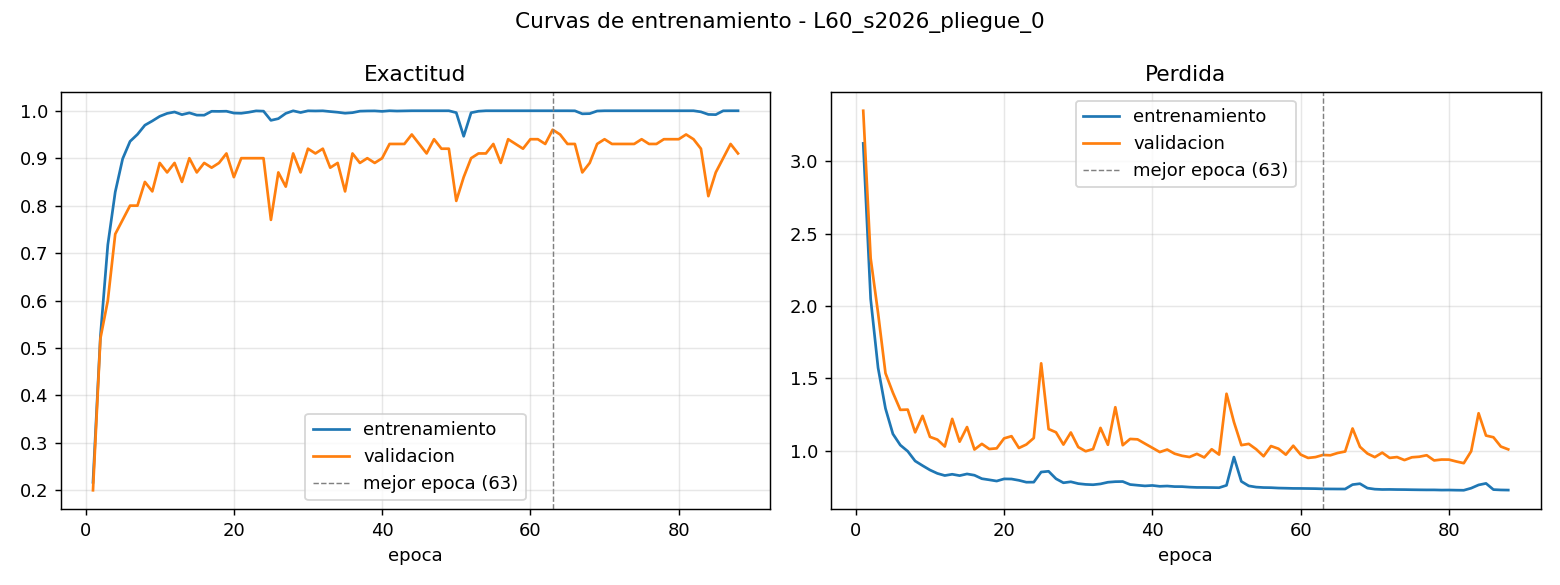 Curvas de entrenamiento - L60_s2026_pliegue_0
Exactitud
1.0
0.9
0.8
0.7
0.6
0.5
0.4
0.3
0.2
0
20
40
60
80
epoca
entrenamiento
validacion
mejor epoca (63)
Perdida
3.0
2.5
2.0
1.5
1.0
0
20
40
60
80
epoca
entrenamiento
validacion
mejor epoca (63)